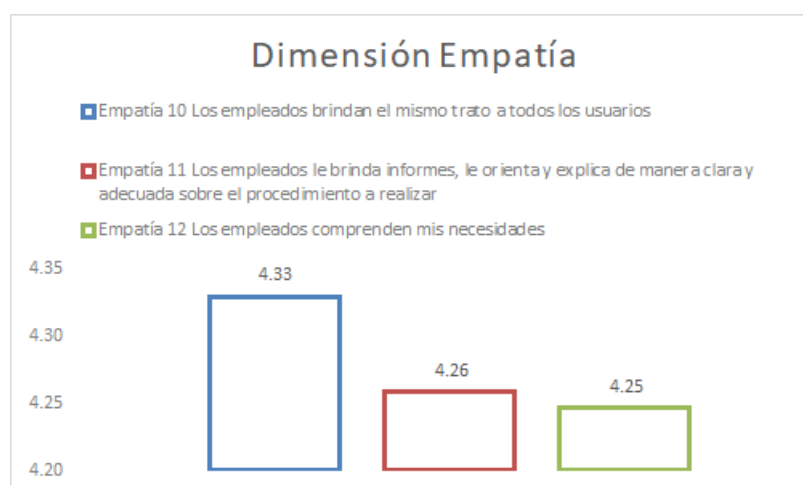 Dimensión Empatía
Empatía 10 Los empleados brindan el mismo trato a todos los usuarios
Empatía 11 Los empleados le brinda informes, le orienta y explica de manera clara y
adecuada sobre el procedimiento a realizar
Empatía 12 Los empleados comprenden mis necesidades
4.35
4.33
4.30
4.26
4.25
4.25
4.20